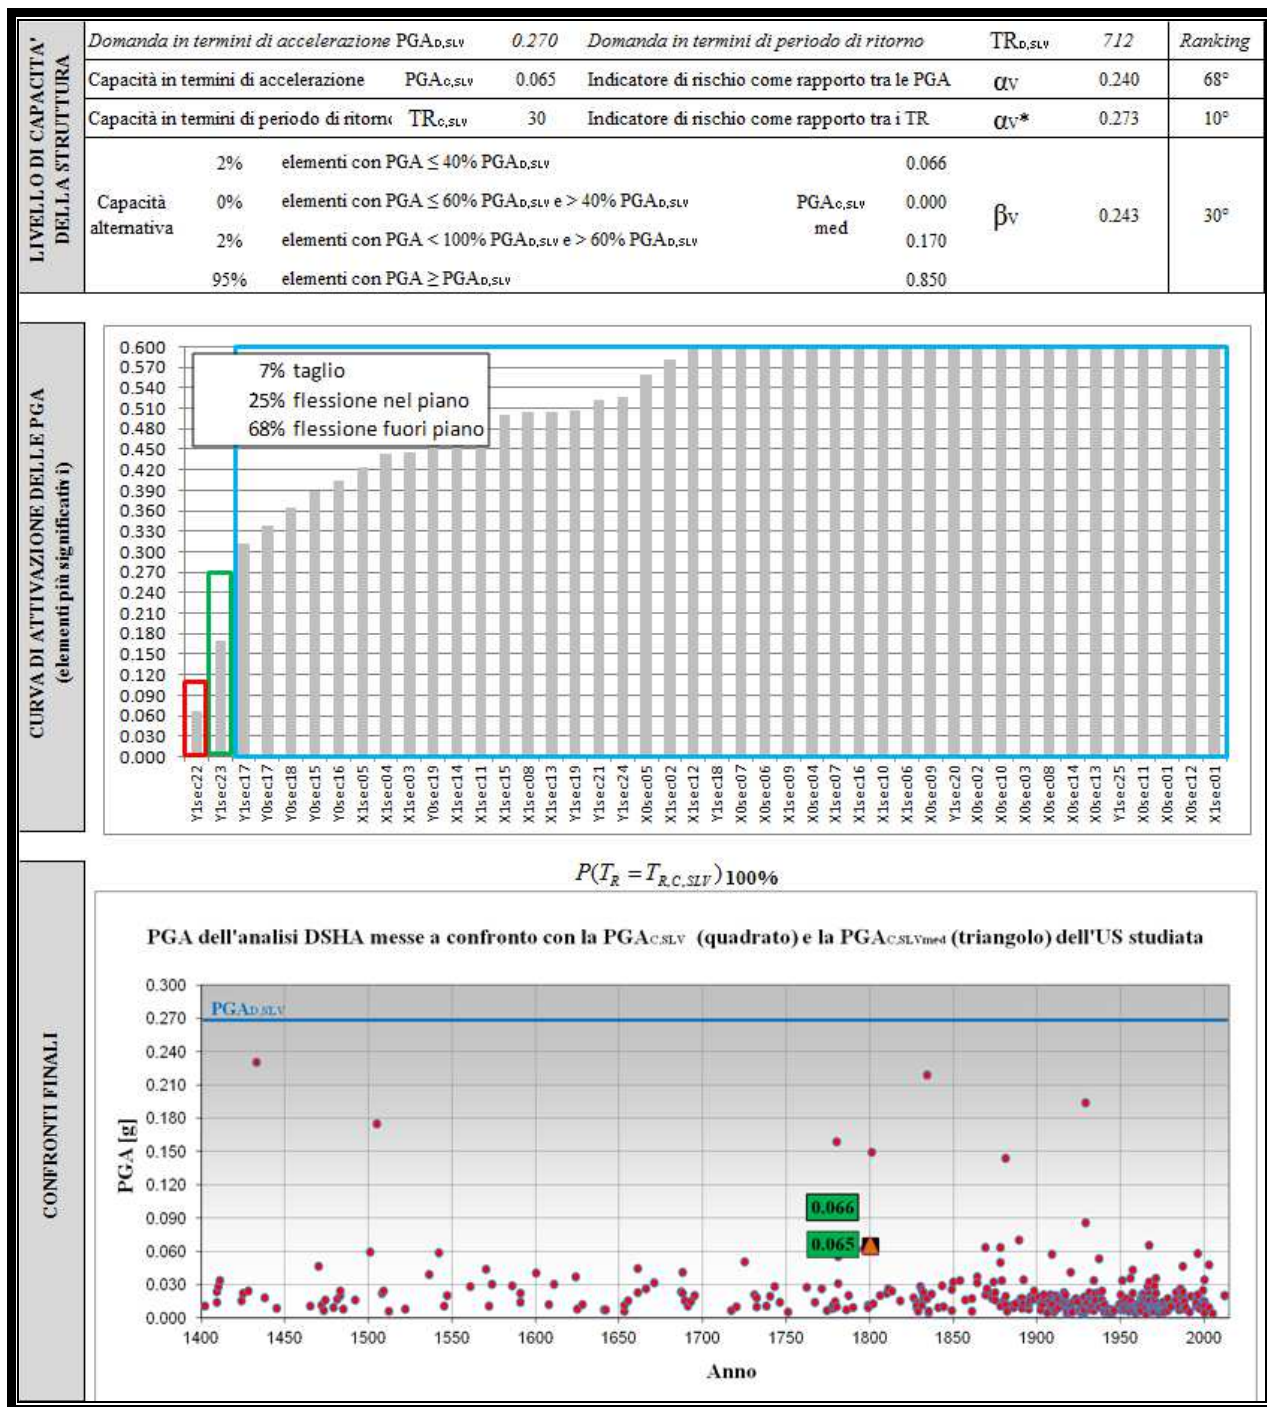 LIVELLO DI CAPACITA'
DELLA STRUTTURA
Domanda in termini di accelerazione PGAD,SLV 0.270 Domanda in termini di periodo di ritorno TRD,SLV 712 Ranking
Capacità in termini di accelerazione PGAC,SLV 0.065 Indicatore di rischio come rapporto tra le PGA αV 0.240 68°
Capacità in termini di periodo di ritorno TRC,SLV 30 Indicatore di rischio come rapporto tra i TR αV* 0.273 10°
Capacità
alternativa
2% elementi con PGA ≤ 40% PGAD,SLV 0.066
0% elementi con PGA ≤ 60% PGAD,SLV e > 40% PGAD,SLV 0.000
2% elementi con PGA < 100% PGAD,SLV e > 60% PGAD,SLV 0.170
95% elementi con PGA ≥ PGAD,SLV 0.850
PGAC,SLV
med
βV 0.243 30°
CURVA DI ATTIVAZIONE DELLE PGA
(elementi più significativi)
7% taglio
25% flessione nel piano
68% flessione fuori piano
0.600
0.570
0.540
0.510
0.480
0.450
0.420
0.390
0.360
0.330
0.300
0.270
0.240
0.210
0.180
0.150
0.120
0.090
0.060
0.030
0.000
Y1sec22
Y1sec23
Y1sec17
Y0sec17
Y0sec18
Y0sec15
Y0sec16
X1sec05
X1sec04
X1sec03
Y0sec19
X1sec14
X1sec11
X1sec15
X1sec08
X1sec13
Y1sec19
Y1sec21
Y1sec24
X0sec05
X1sec02
X1sec12
Y1sec18
X0sec07
X0sec06
X1sec09
X0sec04
X1sec07
Y1sec16
X1sec10
X1sec06
X0sec09
Y1sec20
X0sec02
X0sec10
X0sec03
X0sec08
X0sec14
X0sec13
Y1sec25
X0sec11
X0sec01
X0sec12
X1sec01
CONFRONTI FINALI
P(TR = TR,C,SLV) 100%
PGA dell'analisi DSHA messe a confronto con la PGAC,SLV (quadrato) e la PGAC,SLVmed (triangolo) dell'US studiata
PGA [g]
0.300
0.270
0.240
0.210
0.180
0.150
0.120
0.090
0.060
0.030
0.000
PGAD,SLV
0.066
0.065
1400 1450 1500 1550 1600 1650 1700 1750 1800 1850 1900 1950 2000
Anno